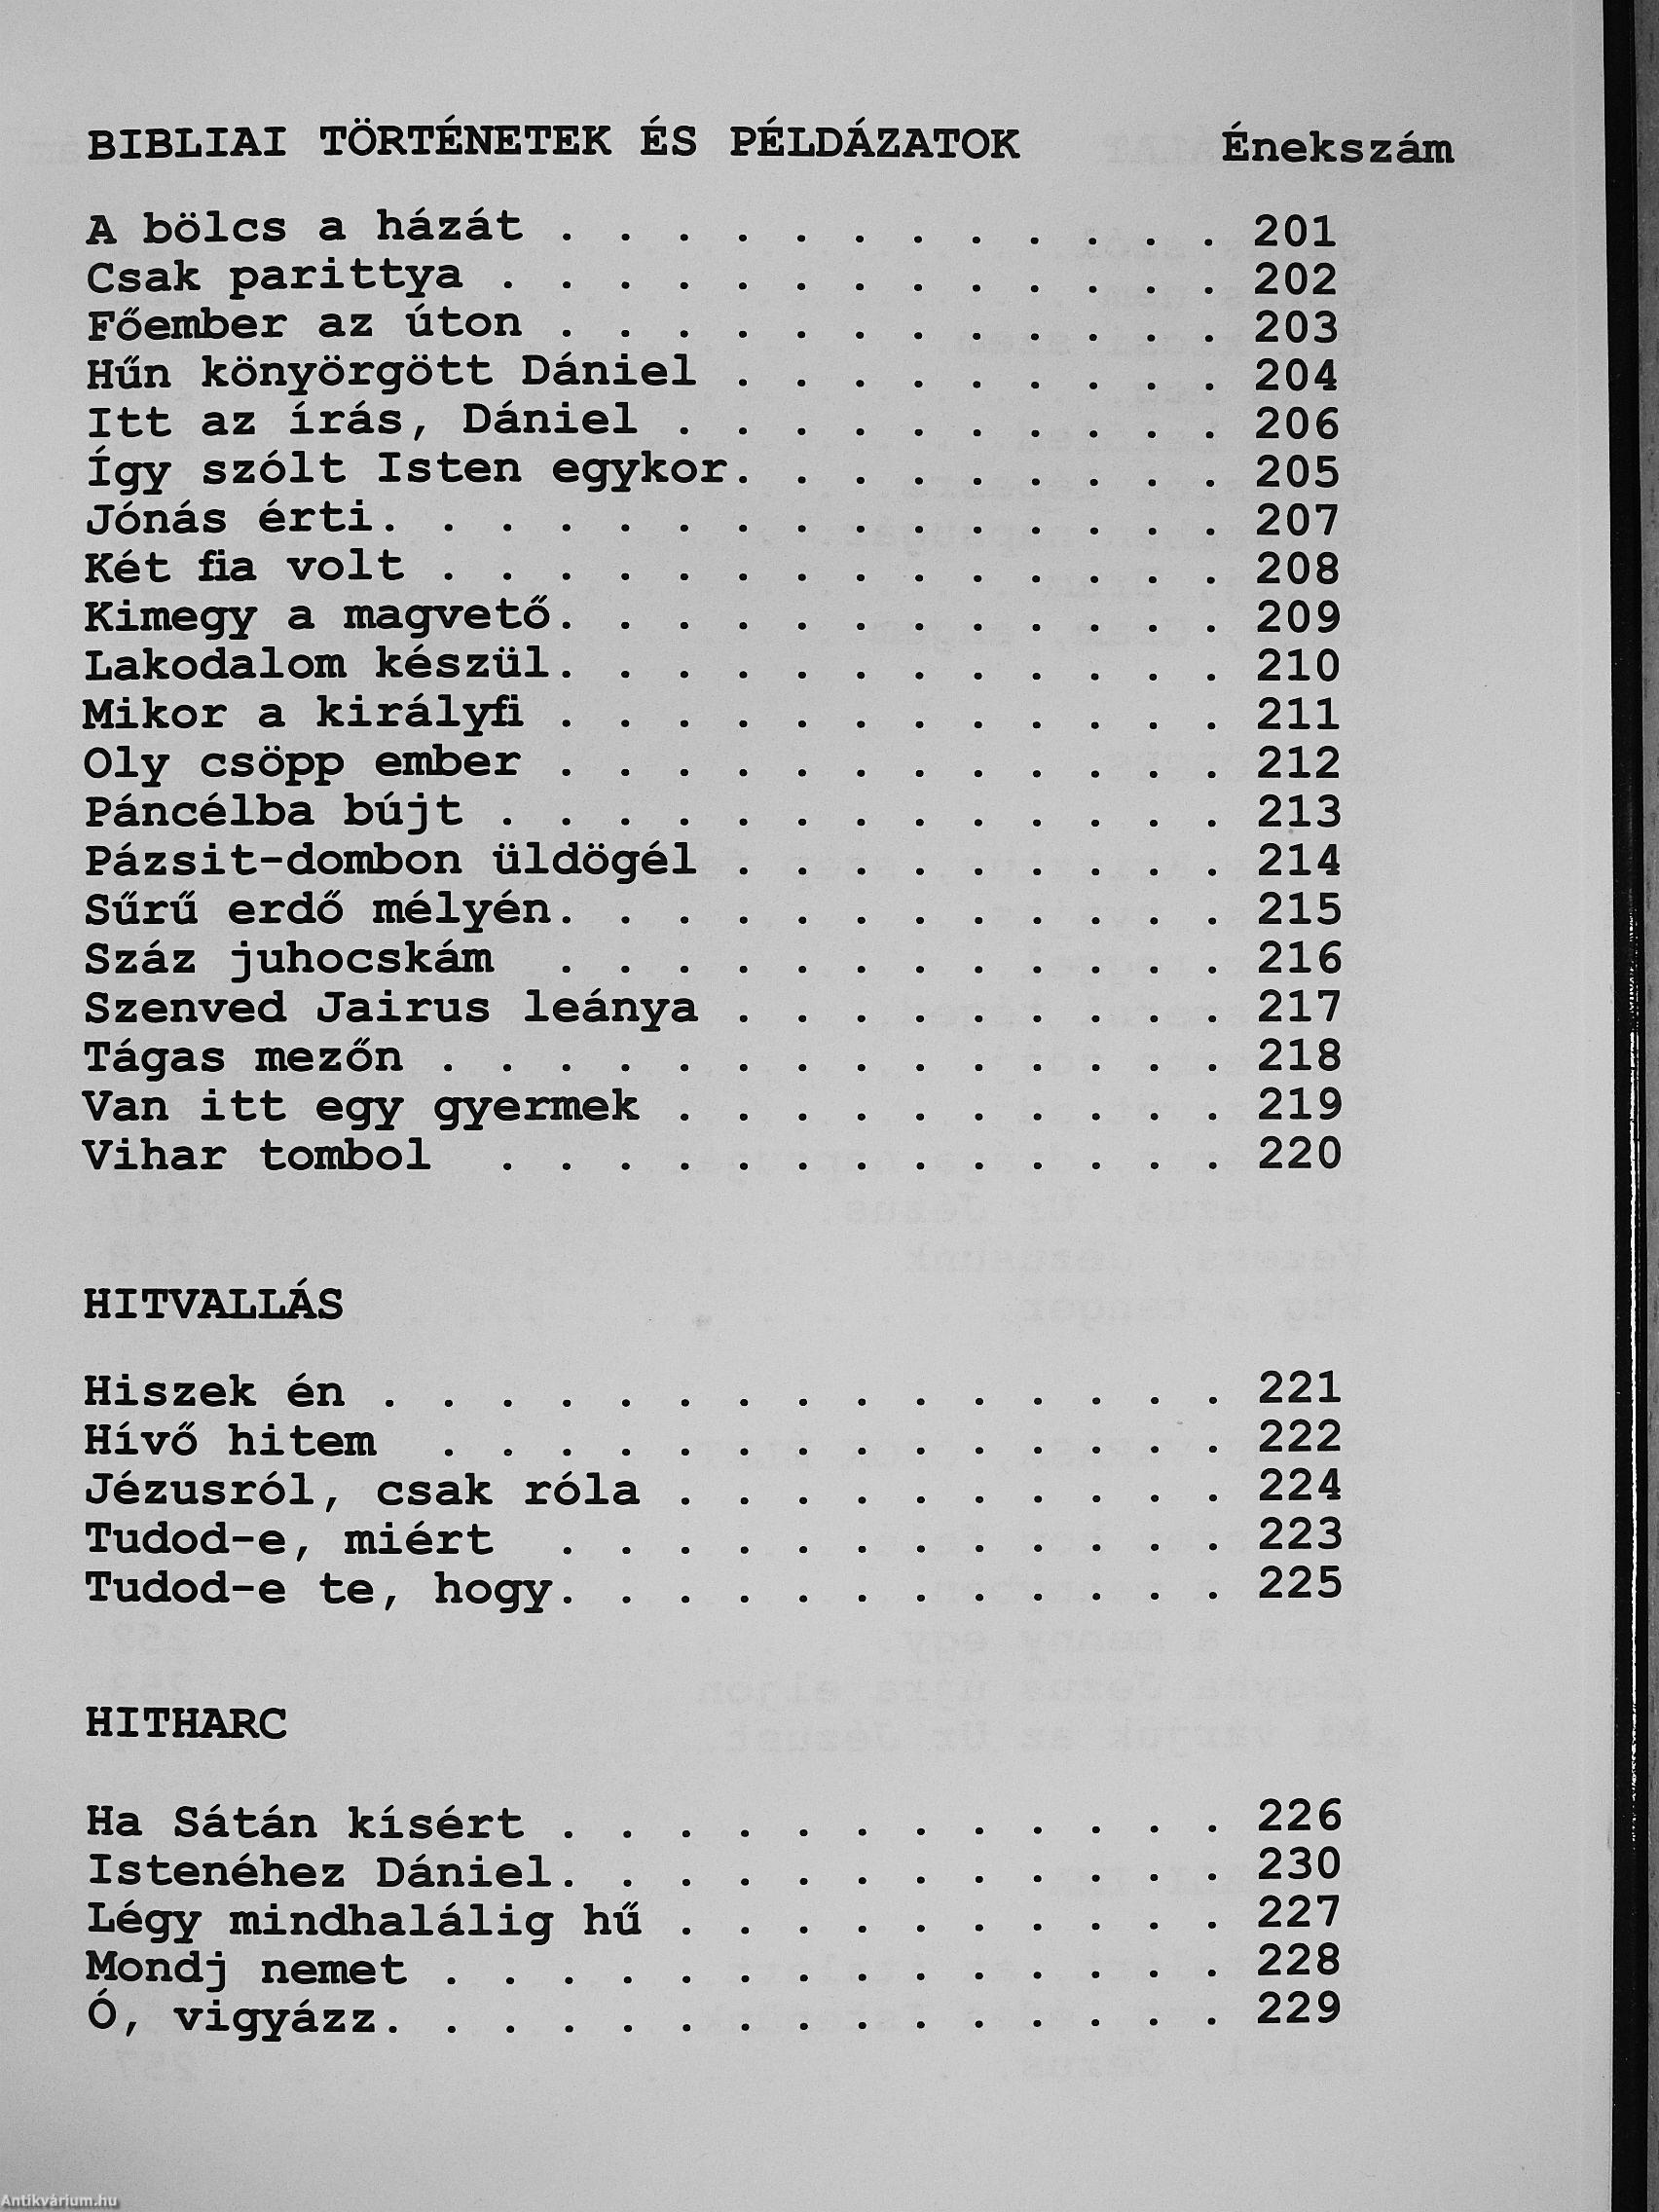 BIBLIAI TÖRTÉNETEK ÉS PÉLDÁZATOK Énekszám
A bölcs a házát . . . . . . . . . . . . 201
Csak parittya . . . . . . . . . . . . . 202
Főember az úton . . . . . . . . . . . . 203
Hűn könyörgött Dániel . . . . . . . . . 204
Itt az írás, Dániel . . . . . . . . . . 206
Így szólt Isten egykor. . . . . . . . . 205
Jónás érti. . . . . . . . . . . . . . . 207
Két fia volt . . . . . . . . . . . . . . 208
Kimegy a magvető. . . . . . . . . . . . 209
Lakodalom készül. . . . . . . . . . . . 210
Mikor a királyfi . . . . . . . . . . . . 211
Oly csöpp ember . . . . . . . . . . . . 212
Páncélba bújt . . . . . . . . . . . . . 213
Pázsit-dombon üldögél . . . . . . . . . 214
Sűrű erdő mélyén. . . . . . . . . . . . 215
Száz juhocskám . . . . . . . . . . . . 216
Szenved Jairus leánya . . . . . . . . . 217
Tágas mezőn . . . . . . . . . . . . . . 218
Van itt egy gyermek . . . . . . . . . . 219
Vihar tombol . . . . . . . . . . . . . 220
HITVALLÁS
Hiszek én . . . . . . . . . . . . . . . 221
Hívő hitem . . . . . . . . . . . . . . 222
Jézusról, csak róla . . . . . . . . . . 224
Tudod-e, miért . . . . . . . . . . . . 223
Tudod-e te, hogy. . . . . . . . . . . . 225
HITHARC
Ha Sátán kísért . . . . . . . . . . . . 226
Istenéhez Dániel. . . . . . . . . . . . 230
Légy mindhalálig hű . . . . . . . . . . 227
Mondj nemet . . . . . . . . . . . . . . 228
Ó, vigyázz. . . . . . . . . . . . . . . 229
Antikvárium.hu